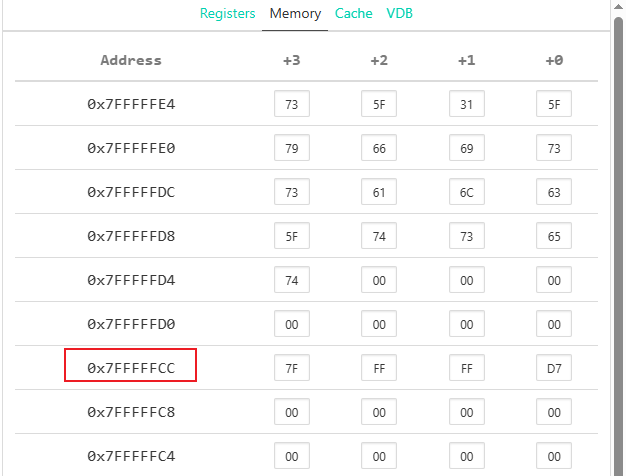 Registers Memory Cache VDB
Address +3 +2 +1 +0
0x7FFFFFE4 73 5F 31 5F
0x7FFFFFE0 79 66 69 73
0x7FFFFFDC 73 61 6C 63
0x7FFFFFD8 5F 74 73 65
0x7FFFFFD4 74 00 00 00
0x7FFFFFD0 00 00 00 00
0x7FFFFFCC 7F FF FF D7
0x7FFFFFC8 00 00 00 00
0x7FFFFFC4 00 00 00 00